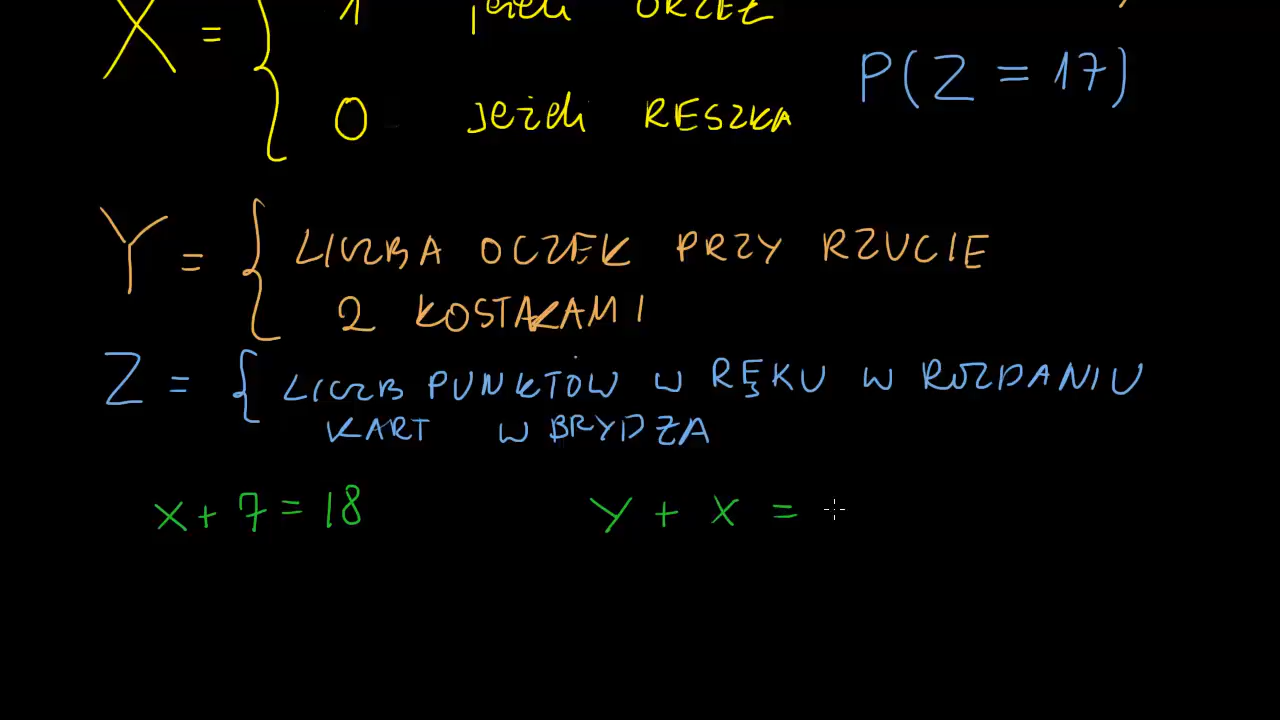 X = { 1 jeżeli ORZEŁ
P(Z = 17)
0 jeżeli RESZKA
Y = { LICZBA OCZEK PRZY RZUCIE
2 KOSTKAMI
Z = { LICZB PUNKTÓW W RĘKU W ROZDANIU
KART W BRYDŻA
x + 7 = 18 y + x =